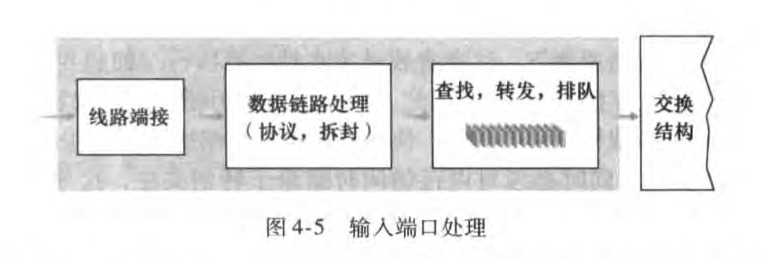 线路端接
数据链路处理
（协议，拆封）
查找，转发，排队
交换
结构
图 4-5 输入端口处理